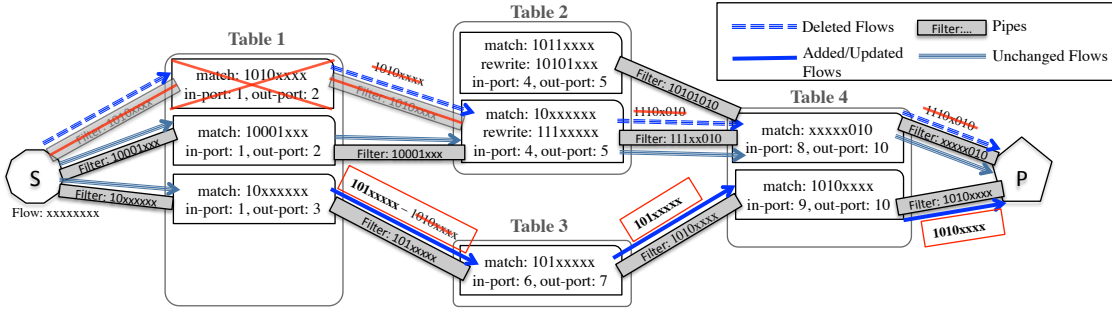 Table 1
Table 2
Deleted Flows
Added/Updated
Flows
Filter:...
Pipes
Unchanged Flows
S
Flow: xxxxxxxx
Filter: 1010xxxx
Filter: 10001xxx
Filter: 10xxxxxx
match: 1010xxxx
in-port: 1, out-port: 2
match: 10001xxx
in-port: 1, out-port: 2
match: 10xxxxxx
in-port: 1, out-port: 3
1010xxxx
Filter: 1010xxxx
Filter: 10001xxx
101xxxxx - 1010xxxx
Filter: 101xxxxx
match: 1011xxxx
rewrite: 10101xxx
in-port: 4, out-port: 5
match: 10xxxxxx
rewrite: 111xxxxx
in-port: 4, out-port: 5
Table 3
match: 101xxxxx
in-port: 6, out-port: 7
Filter: 10101010
1110x010
Filter: 111xx010
101xxxxx
Filter: 1010xxxx
Table 4
match: xxxxx010
in-port: 8, out-port: 10
match: 1010xxxx
in-port: 9, out-port: 10
1110x010
Filter: xxxxx010
Filter: 1010xxxx
1010xxxx
P